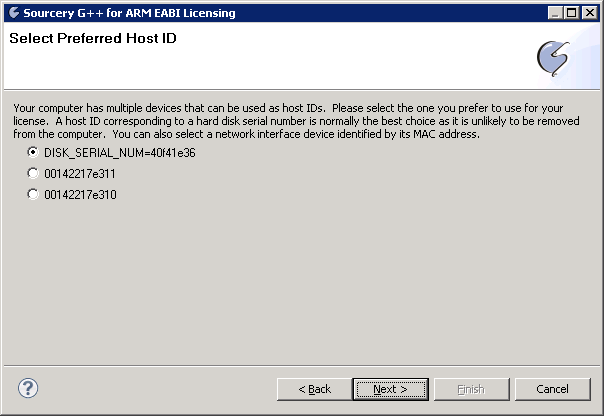 Sourcery G++ for ARM EABI Licensing
Select Preferred Host ID
Your computer has multiple devices that can be used as host IDs. Please select the one you prefer to use for your
license. A host ID corresponding to a hard disk serial number is normally the best choice as it is unlikely to be removed
from the computer. You can also select a network interface device identified by its MAC address.
DISK_SERIAL_NUM=40f41e36
00142217e311
00142217e310
?
< Back
Next >
Finish
Cancel